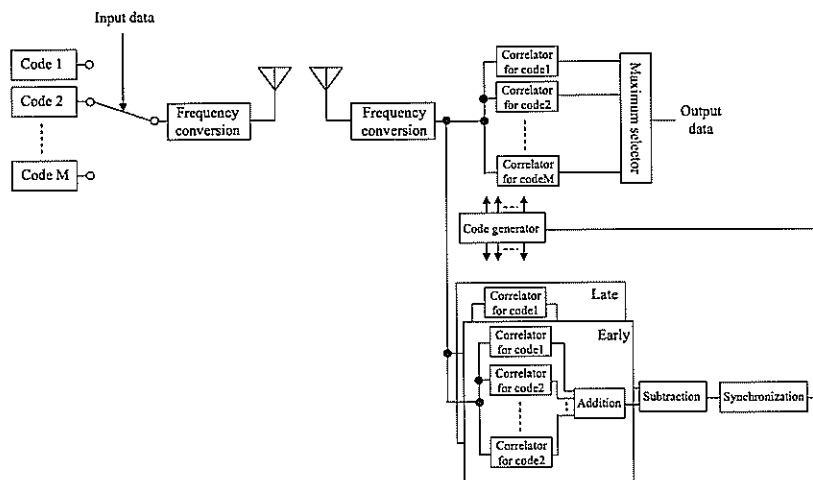 Input data
Code 1
Code 2
Code M
Frequency
conversion
Frequency
conversion
Correlator
for code1
Correlator
for code2
Correlator
for codeM
Maximum selector
Output
data
Code generator
Late
Correlator
for code1
Early
Correlator
for code1
Correlator
for code2
Correlator
for code2
Addition
Subtraction
Synchronization